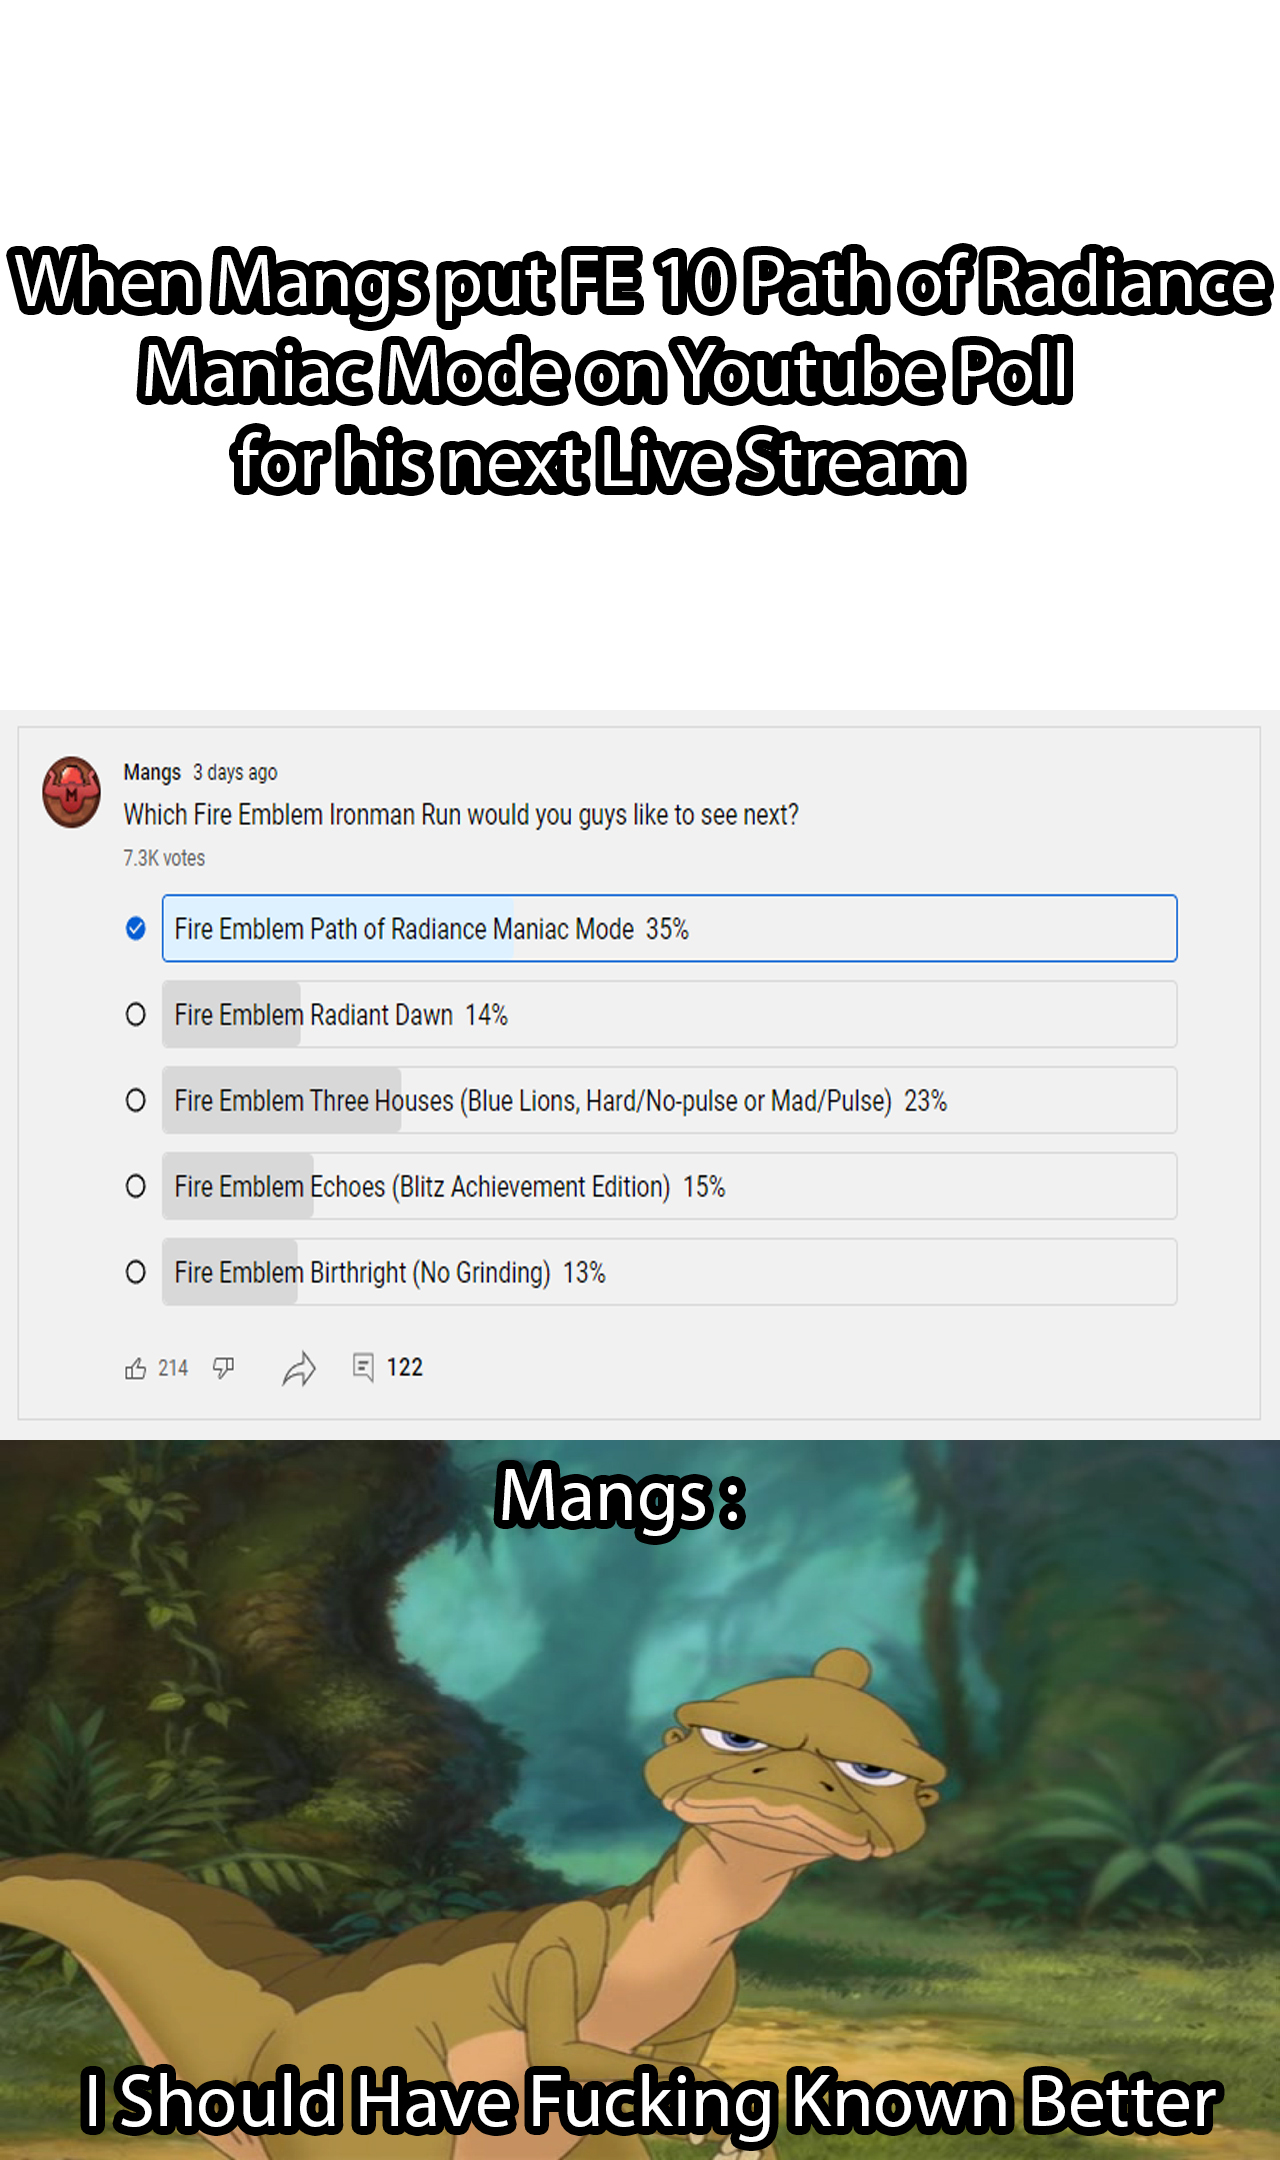 When Mangs put FE 10 Path of Radiance
Maniac Mode on Youtube Poll
for his next Live Stream
M
Mangs 3 days ago
Which Fire Emblem Ironman Run would you guys like to see next?
7.3K votes
Fire Emblem Path of Radiance Maniac Mode 35%
Fire Emblem Radiant Dawn 14%
Fire Emblem Three Houses (Blue Lions, Hard/No-pulse or Mad/Pulse) 23%
Fire Emblem Echoes (Blitz Achievement Edition) 15%
Fire Emblem Birthright (No Grinding) 13%
214 122
Mangs :
I Should Have Fucking Known Better